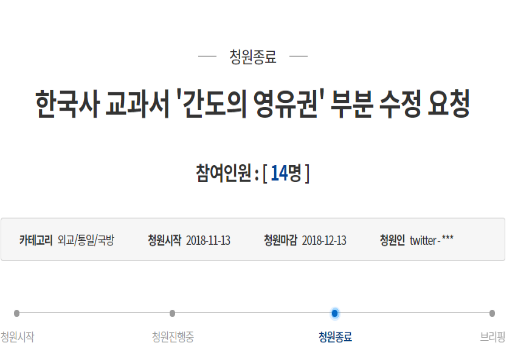 청원종료
한국사 교과서 '간도의 영유권' 부분 수정 요청
참여인원 : [ 14명 ]
카테고리 외교/통일/국방 청원시작 2018-11-13 청원마감 2018-12-13 청원인 twitter - ***
청원시작 청원진행중 청원종료 브리핑